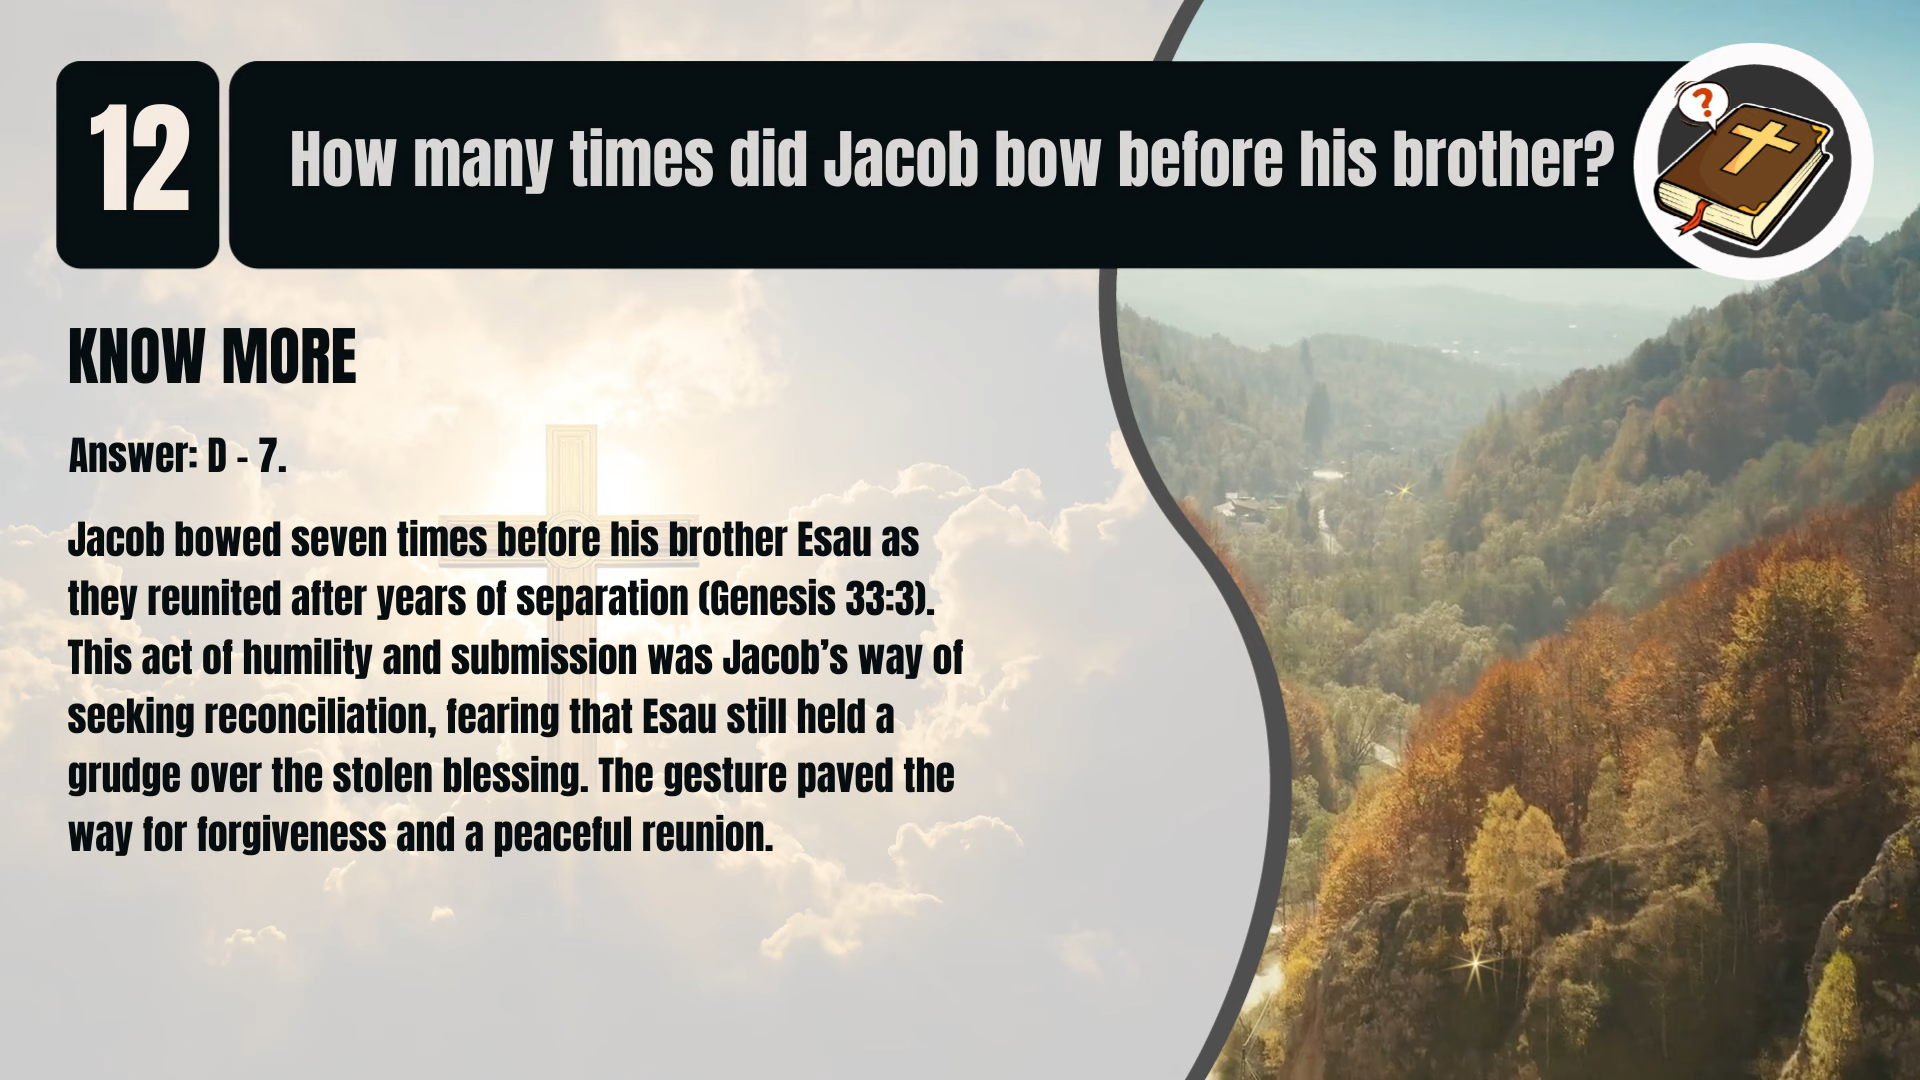 12
How many times did Jacob bow before his brother?
?
KNOW MORE
Answer: D - 7.
Jacob bowed seven times before his brother Esau as
they reunited after years of separation (Genesis 33:3).
This act of humility and submission was Jacob’s way of
seeking reconciliation, fearing that Esau still held a
grudge over the stolen blessing. The gesture paved the
way for forgiveness and a peaceful reunion.